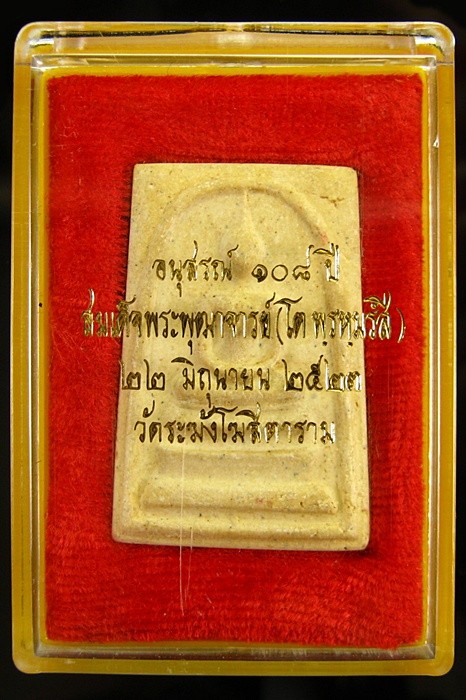 อนุสรณ์ ๑๐๘ ปี
สมเด็จพระพุฒาจารย์(โต พฺรหฺมรํสี)
๒๒ มิถุนายน ๒๕๒๓
วัดระฆังโฆสิตาราม